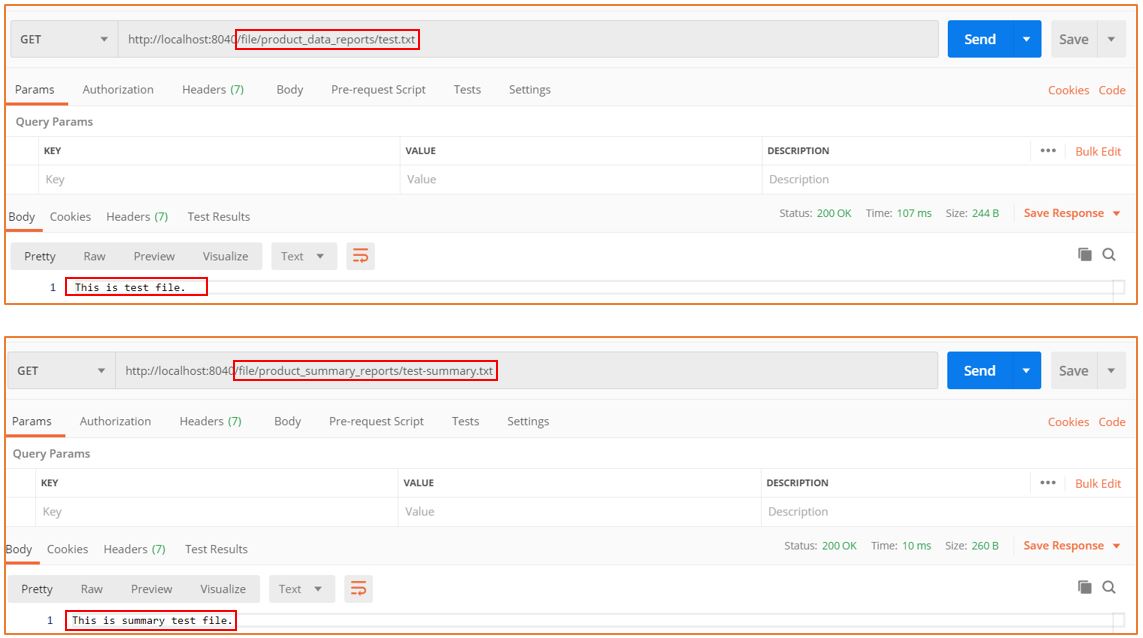 GET http://localhost:8040/file/product_data_reports/test.txt Send Save
Params Authorization Headers (7) Body Pre-request Script Tests Settings Cookies Code
Query Params
KEY VALUE DESCRIPTION ••• Bulk Edit
Key Value Description
Body Cookies Headers (7) Test Results Status: 200 OK Time: 107 ms Size: 244 B Save Response
Pretty Raw Preview Visualize Text
1 This is test file.
GET http://localhost:8040/file/product_summary_reports/test-summary.txt Send Save
Params Authorization Headers (7) Body Pre-request Script Tests Settings Cookies Code
Query Params
KEY VALUE DESCRIPTION ••• Bulk Edit
Key Value Description
Body Cookies Headers (7) Test Results Status: 200 OK Time: 10 ms Size: 260 B Save Response
Pretty Raw Preview Visualize Text
1 This is summary test file.